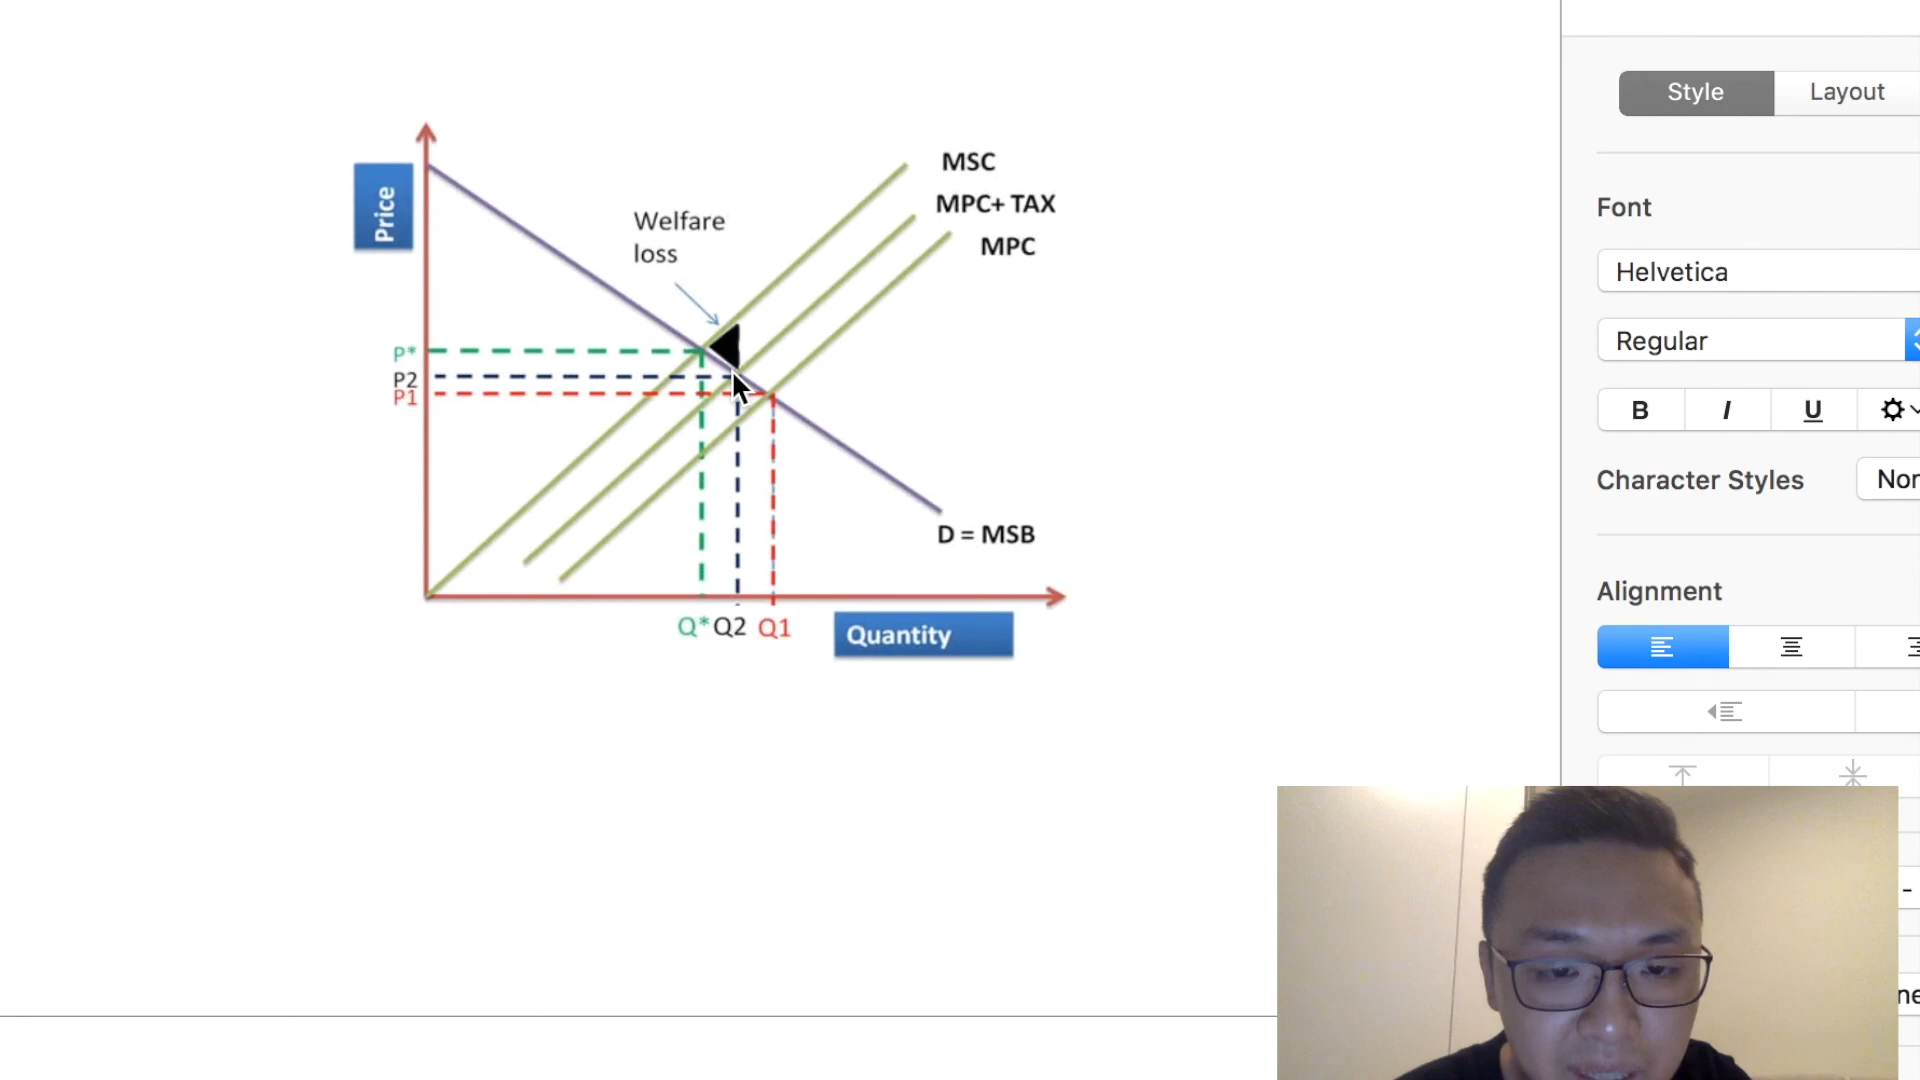 Style
Layout
Font
Helvetica
Regular
B
I
U
Character Styles
Alignment
Price
Welfare
loss
MSC
MPC+ TAX
MPC
P*
P2
P1
D = MSB
Q* Q2 Q1
Quantity